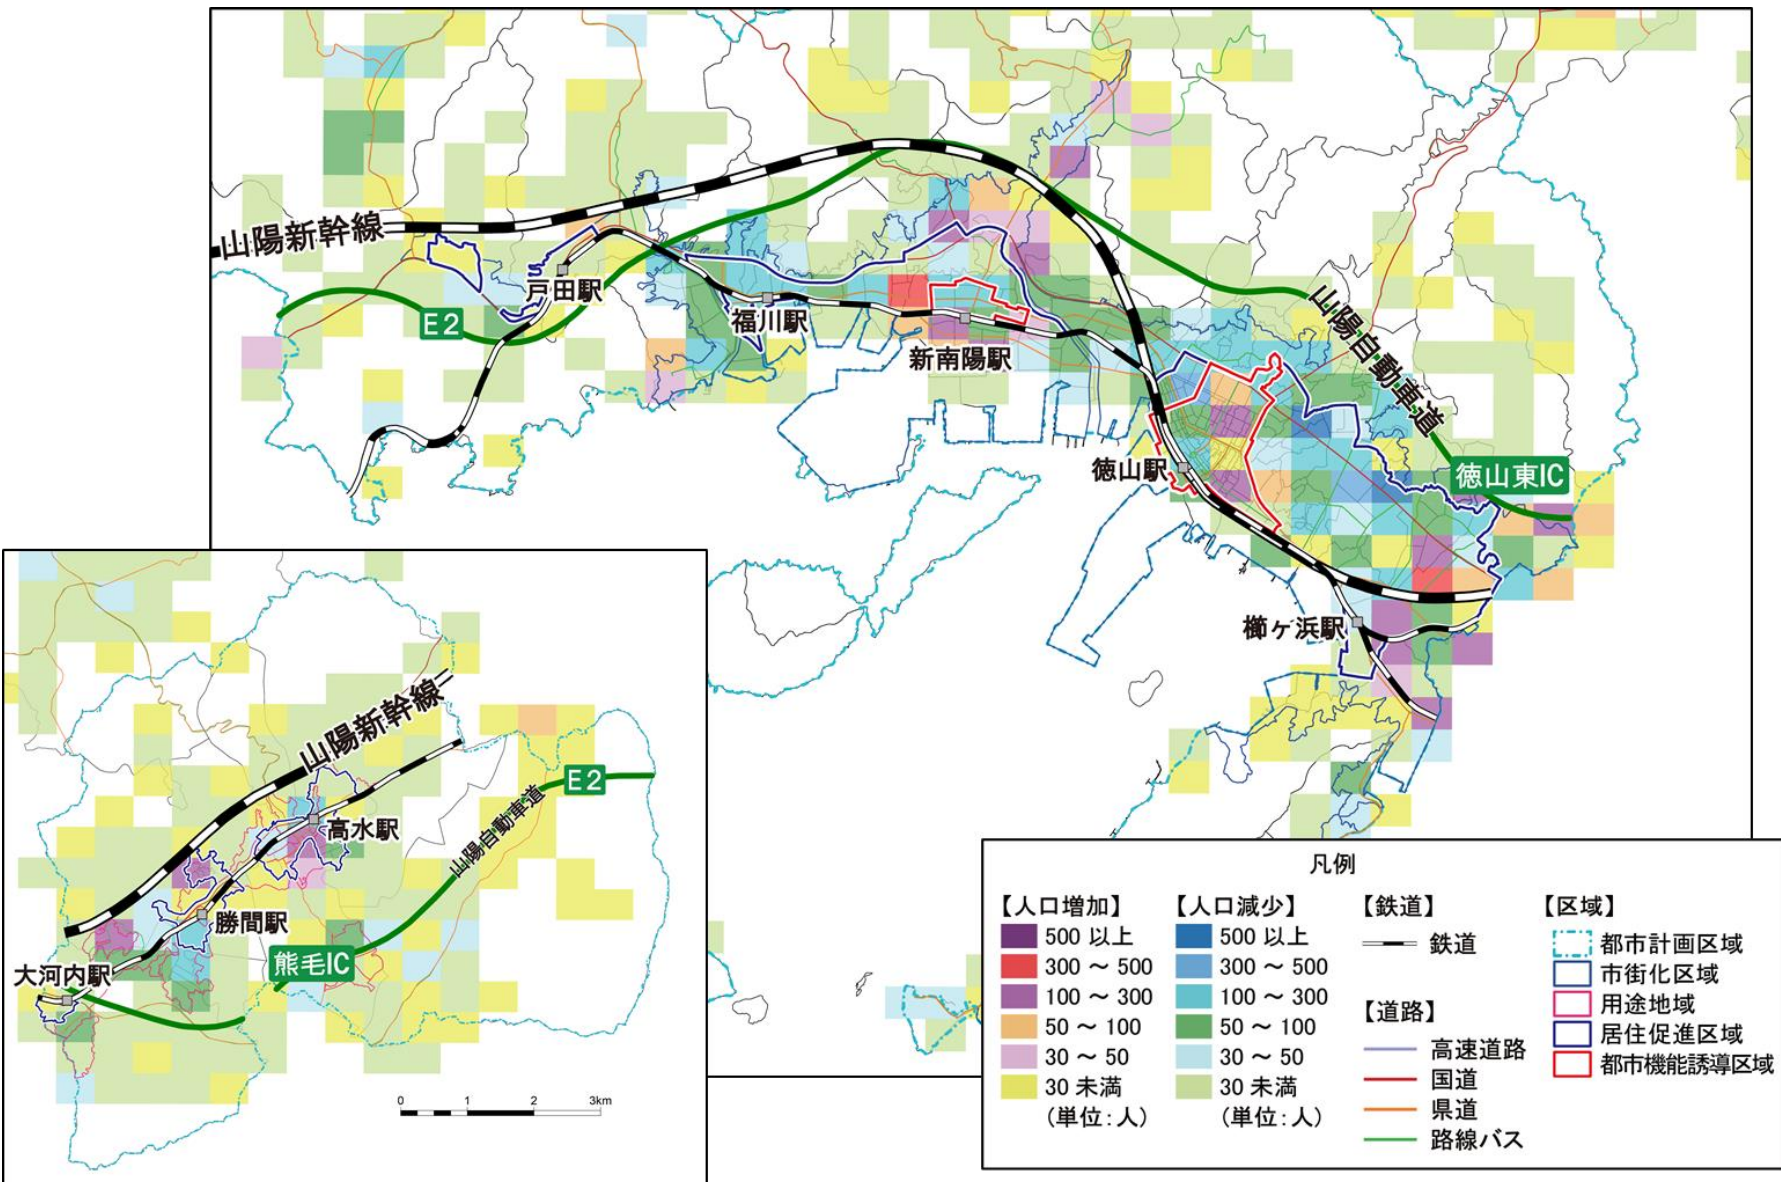 山陽新幹線
E2
戸田駅
福川駅
新南陽駅
徳山駅
櫛ヶ浜駅
山陽自動車道
徳山東IC
山陽新幹線
E2
山陽自動車道
高水駅
勝間駅
熊毛IC
大河内駅
0 1 2 3km
凡例
【人口増加】
500 以上
300 ～ 500
100 ～ 300
50 ～ 100
30 ～ 50
30 未満
(単位：人)
【人口減少】
500 以上
300 ～ 500
100 ～ 300
50 ～ 100
30 ～ 50
30 未満
(単位：人)
【鉄道】
鉄道
【道路】
高速道路
国道
県道
路線バス
【区域】
都市計画区域
市街化区域
用途地域
居住促進区域
都市機能誘導区域